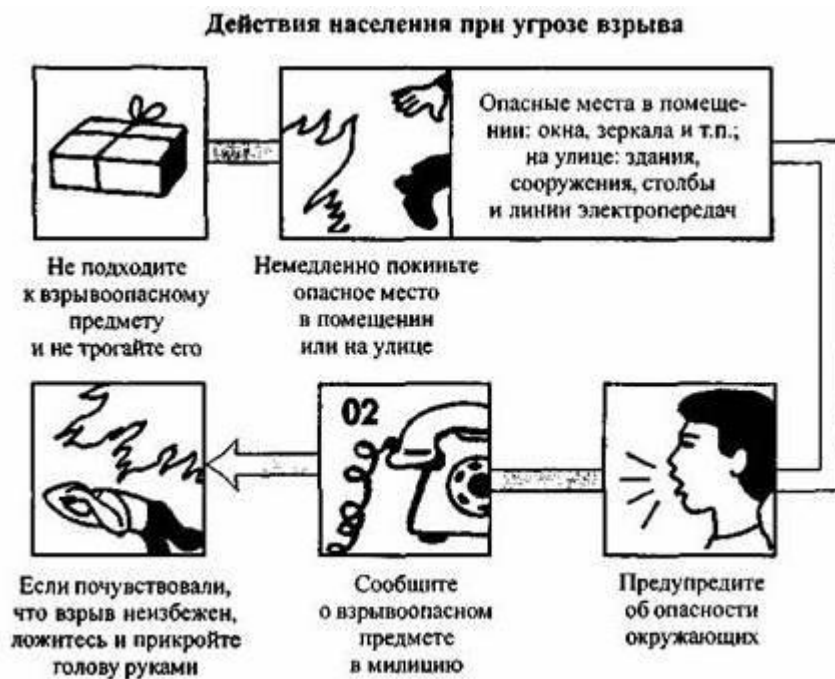 Действия населения при угрозе взрыва
Опасные места в помеще-
нии: окна, зеркала и т.п.;
на улице: здания,
сооружения, столбы
и линии электропередач
Не подходите
к взрывоопасному
предмету
и не трогайте его
Немедленно покиньте
опасное место
в помещении
или на улице
02
Если почувствовали,
что взрыв неизбежен,
ложитесь и прикройте
голову руками
Сообщите
о взрывоопасном
предмете
в милицию
Предупредите
об опасности
окружающих